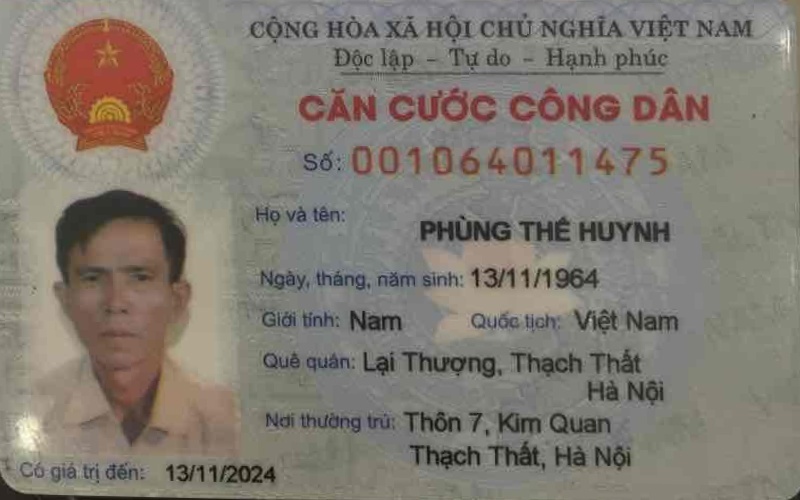 CỘNG HÒA XÃ HỘI CHỦ NGHĨA VIỆT NAM
Độc lập – Tự do – Hạnh phúc
CĂN CƯỚC CÔNG DÂN
Số: 001064011475
Họ và tên:
PHÙNG THẾ HUYNH
Ngày, tháng, năm sinh: 13/11/1964
Giới tính: Nam Quốc tịch: Việt Nam
Quê quán: Lại Thượng, Thạch Thất
Hà Nội
Nơi thường trú: Thôn 7, Kim Quan
Thạch Thất, Hà Nội
Có giá trị đến: 13/11/2024